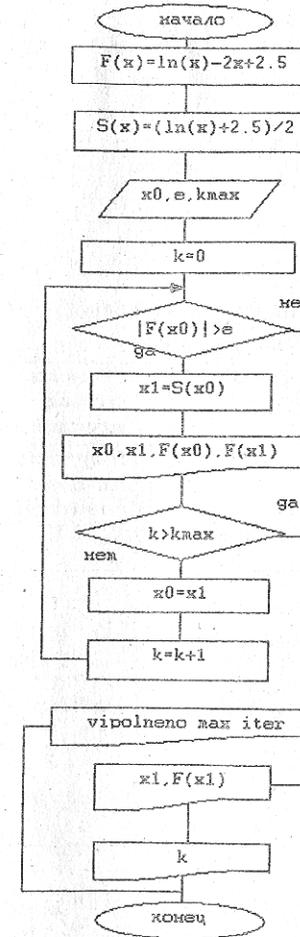 начало
F(x)=ln(x)-2x+2.5
S(x)=(ln(x)+2.5)/2
x0,e,kmax
k=0
|F(x0)|>e
не
да
x1=S(x0)
x0,x1,F(x0).F(x1)
да
k>kmax
нет
x0=x1
k=k+1
vipolneno max iter
x1,F(x1)
k
конец